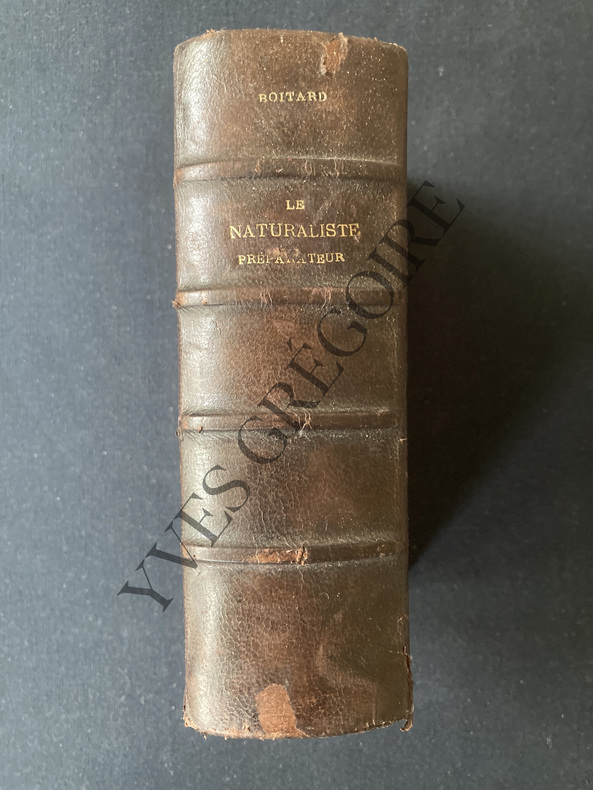 BOITARD
LE
NATURALISTE
PRÉPARATEUR
YVES GRÉGOIRE